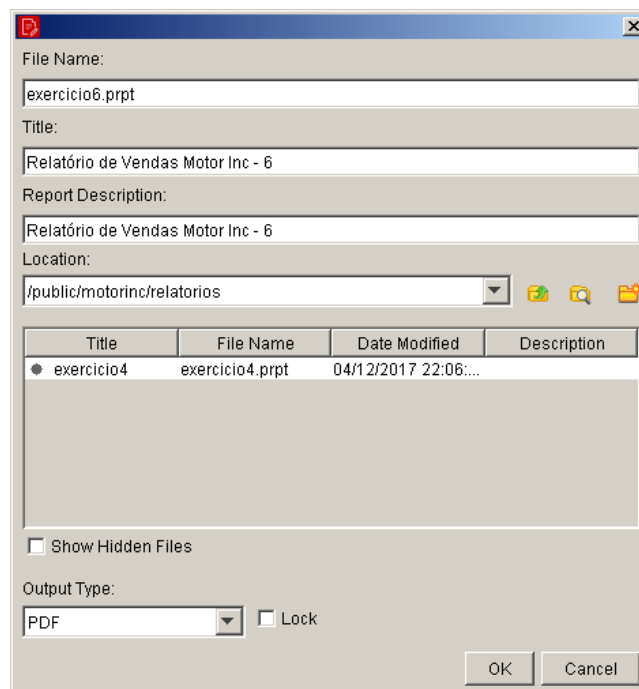 File Name:
exercicio6.prpt
Title:
Relatório de Vendas Motor Inc - 6
Report Description:
Relatório de Vendas Motor Inc - 6
Location:
/public/motorinc/relatorios
Title File Name Date Modified Description
exercicio4 exercicio4.prpt 04/12/2017 22:06:...
Show Hidden Files
Output Type:
PDF Lock
OK Cancel